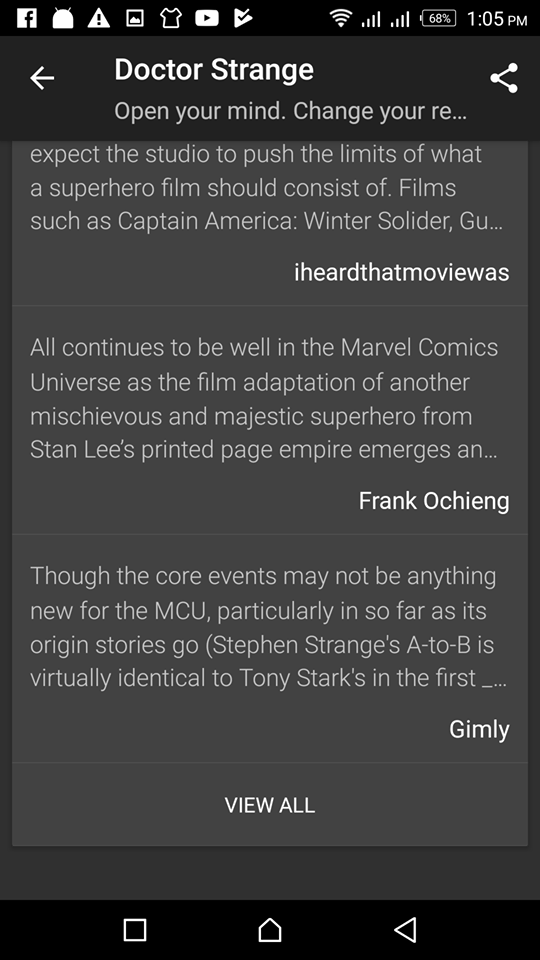 68% 1:05 PM
Doctor Strange
Open your mind. Change your re...
expect the studio to push the limits of what
a superhero film should consist of. Films
such as Captain America: Winter Solider, Gu...
iheardthatmoviewas
All continues to be well in the Marvel Comics
Universe as the film adaptation of another
mischievous and majestic superhero from
Stan Lee’s printed page empire emerges an...
Frank Ochieng
Though the core events may not be anything
new for the MCU, particularly in so far as its
origin stories go (Stephen Strange's A-to-B is
virtually identical to Tony Stark's in the first _...
Gimly
VIEW ALL